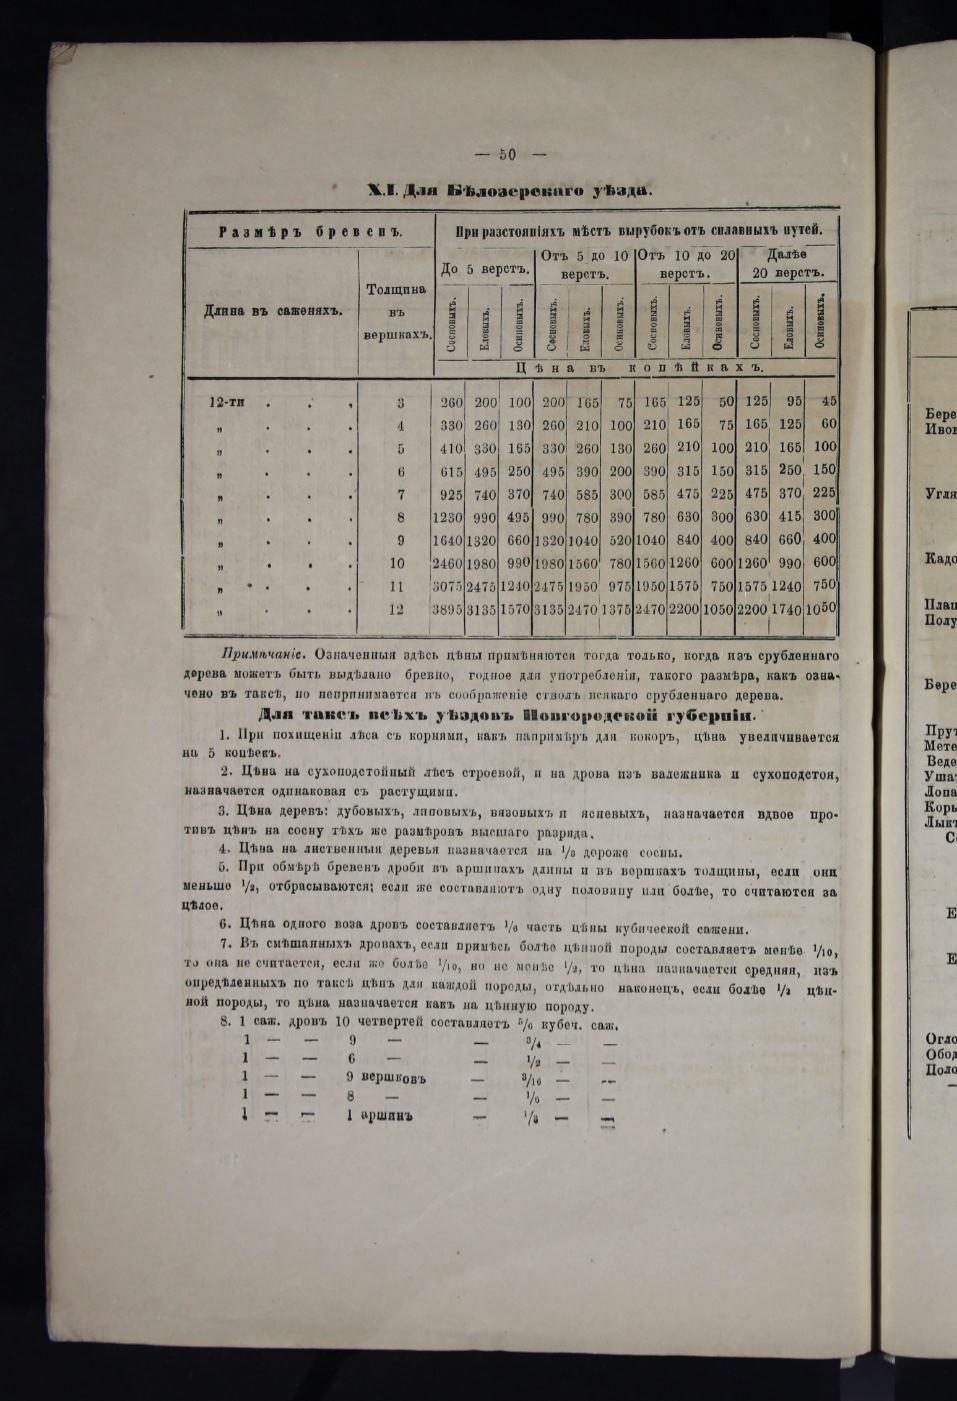 — 50 —
XI. Для Бѣлозерскаго уѣзда.
Размѣръ бревенъ.
При разстояніяхъ мѣстъ вырубокъ отъ сплавныхъ путей.
Длина въ саженяхъ.
Толщина въ вершкахъ.
До 5 верстъ.
Отъ 5 до 10 верстъ.
Отъ 10 до 20 верстъ.
Далѣе 20 верстъ.
Сосновыхъ. Еловыхъ. Осиновыхъ. Сосновыхъ. Еловыхъ. Осиновыхъ. Сосновыхъ. Еловыхъ. Осиновыхъ. Сосновыхъ. Еловыхъ. Осиновыхъ.
Цѣна въ копѣйкахъ.
12-ти . . . 3 260 200 100 200 165 75 165 125 50 125 95 45
„ . . . 4 330 260 130 260 210 100 210 165 75 165 125 60
„ . . . 5 410 330 165 330 260 130 260 210 100 210 165 100
„ . . . 6 615 495 250 495 390 200 390 315 150 315 250 150
„ . . . 7 925 740 370 740 585 300 585 475 225 475 370 225
„ . . . 8 1230 990 495 990 780 390 780 630 300 630 415 300
„ . . . 9 1640 1320 660 1320 1040 520 1040 840 400 840 660 400
„ . . . 10 2460 1980 990 1980 1560 780 1560 1260 600 1260 990 600
„ . . . 11 3075 2475 1240 2475 1950 975 1950 1575 750 1575 1240 750
„ . . . 12 3895 3135 1570 3135 2470 1375 2470 2200 1050 2200 1740 1050
Примѣчаніе. Означенныя здѣсь цѣны примѣняются тогда только, когда изъ срубленнаго
дерева можетъ быть выдѣлано бревно, годное для употребленія, такого размѣра, какъ озна-
чено въ таксѣ, но непринимается въ соображеніе стволъ всякаго срубленнаго дерева.
Для таксъ всѣхъ уѣздовъ Новгородской губерніи.
1. При похищеніи лѣса съ корнями, какъ напримѣръ для кокоръ, цѣна увеличивается
на 5 копѣекъ.
2. Цѣна на сухоподстойный лѣсъ строевой, и на дрова изъ валежника и сухоподстоя,
назначается одинаковая съ растущими.
3. Цѣна деревъ: дубовыхъ, липовыхъ, вязовыхъ и ясневыхъ, назначается вдвое про-
тивъ цѣнъ на сосну тѣхъ же размѣровъ высшаго разряда.
4. Цѣна на лиственныя деревья назначается на 1/3 дороже сосны.
5. При обмѣрѣ бревенъ дроби въ аршинахъ длины и въ вершкахъ толщины, если они
меньше 1/2, отбрасываются; если же составляютъ одну половину или болѣе, то считаются за
цѣлое.
6. Цѣна одного воза дровъ составляетъ 1/6 часть цѣны кубической сажени.
7. Въ смѣшанныхъ дровахъ, если примѣсь болѣе цѣнной породы составляетъ менѣе 1/10,
то она не считается, если же болѣе 1/10, но не менѣе 1/2, то цѣна назначается средняя, изъ
опредѣленныхъ по таксѣ цѣнъ для каждой породы, отдѣльно наконецъ, если болѣе 1/2 цѣн-
ной породы, то цѣна назначается какъ на цѣнную породу.
8. 1 саж. дровъ 10 четвертей составляетъ 5/6 кубич. саж.
1 — — 9 — — 3/4 — —
1 — — 6 — — 1/2 — —
1 — — 9 вершковъ — 3/16 — —
1 — — 8 — — 1/6 — —
1 — — 1 аршинъ — 1/3 — —
Бере
Ивов
Угля
Кадо
Плац
Полу
Бере
Прут
Мете
Веде
Ушат
Лопа
Корь
Лыкт
С
Е
Е
Огло
Обод
Поло